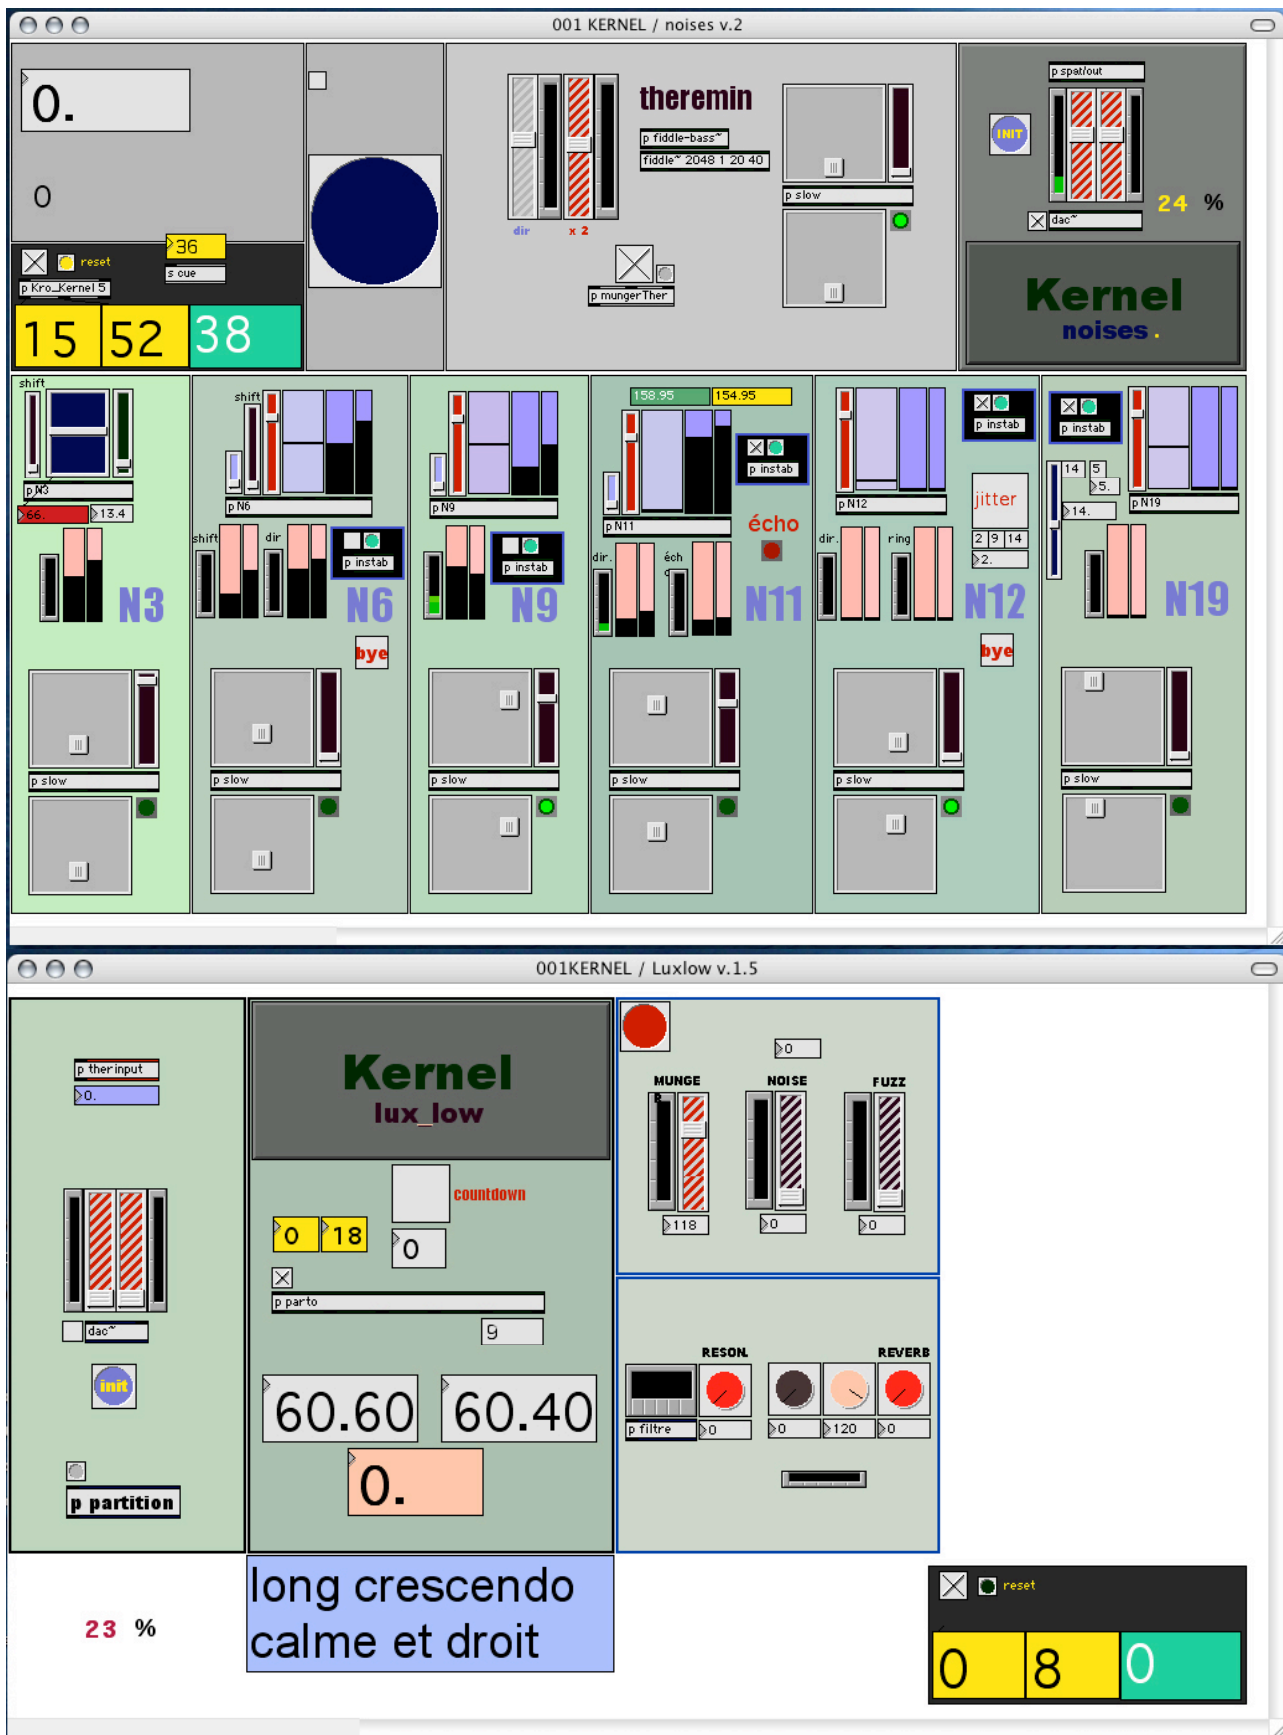 001 KERNEL / noises v.2
0.
0
reset
36
s cue
p Kro_Kernel 5
15 52 38
theremin
p fiddle-bass~
fiddle~ 2048 1 20 40
dir
x 2
p mungerTher
p slow
p spat/out
INIT
dac~
24 %
Kernel
noises .
shift
p N3
66.
13.4
N3
shift
p N6
shift
dir
p instab
N6
bye
p N9
p instab
N9
158.95
154.95
p instab
p N11
écho
dir.
éch
N11
p instab
p N12
jitter
dir.
ring
2 9 14
2.
N12
bye
p instab
14
5
5.
14.
p N19
N19
p slow
p slow
p slow
p slow
p slow
p slow
001KERNEL / Luxlow v.1.5
p therinput
0.
dac~
init
p partition
Kernel
lux_low
countdown
0
18
0
p parto
9
60.60
60.40
0.
0
MUNGE
NOISE
FUZZ
118
0
0
RESON.
REVERB
p filtre
0
0
120
0
23 %
long crescendo
calme et droit
reset
0 8 0